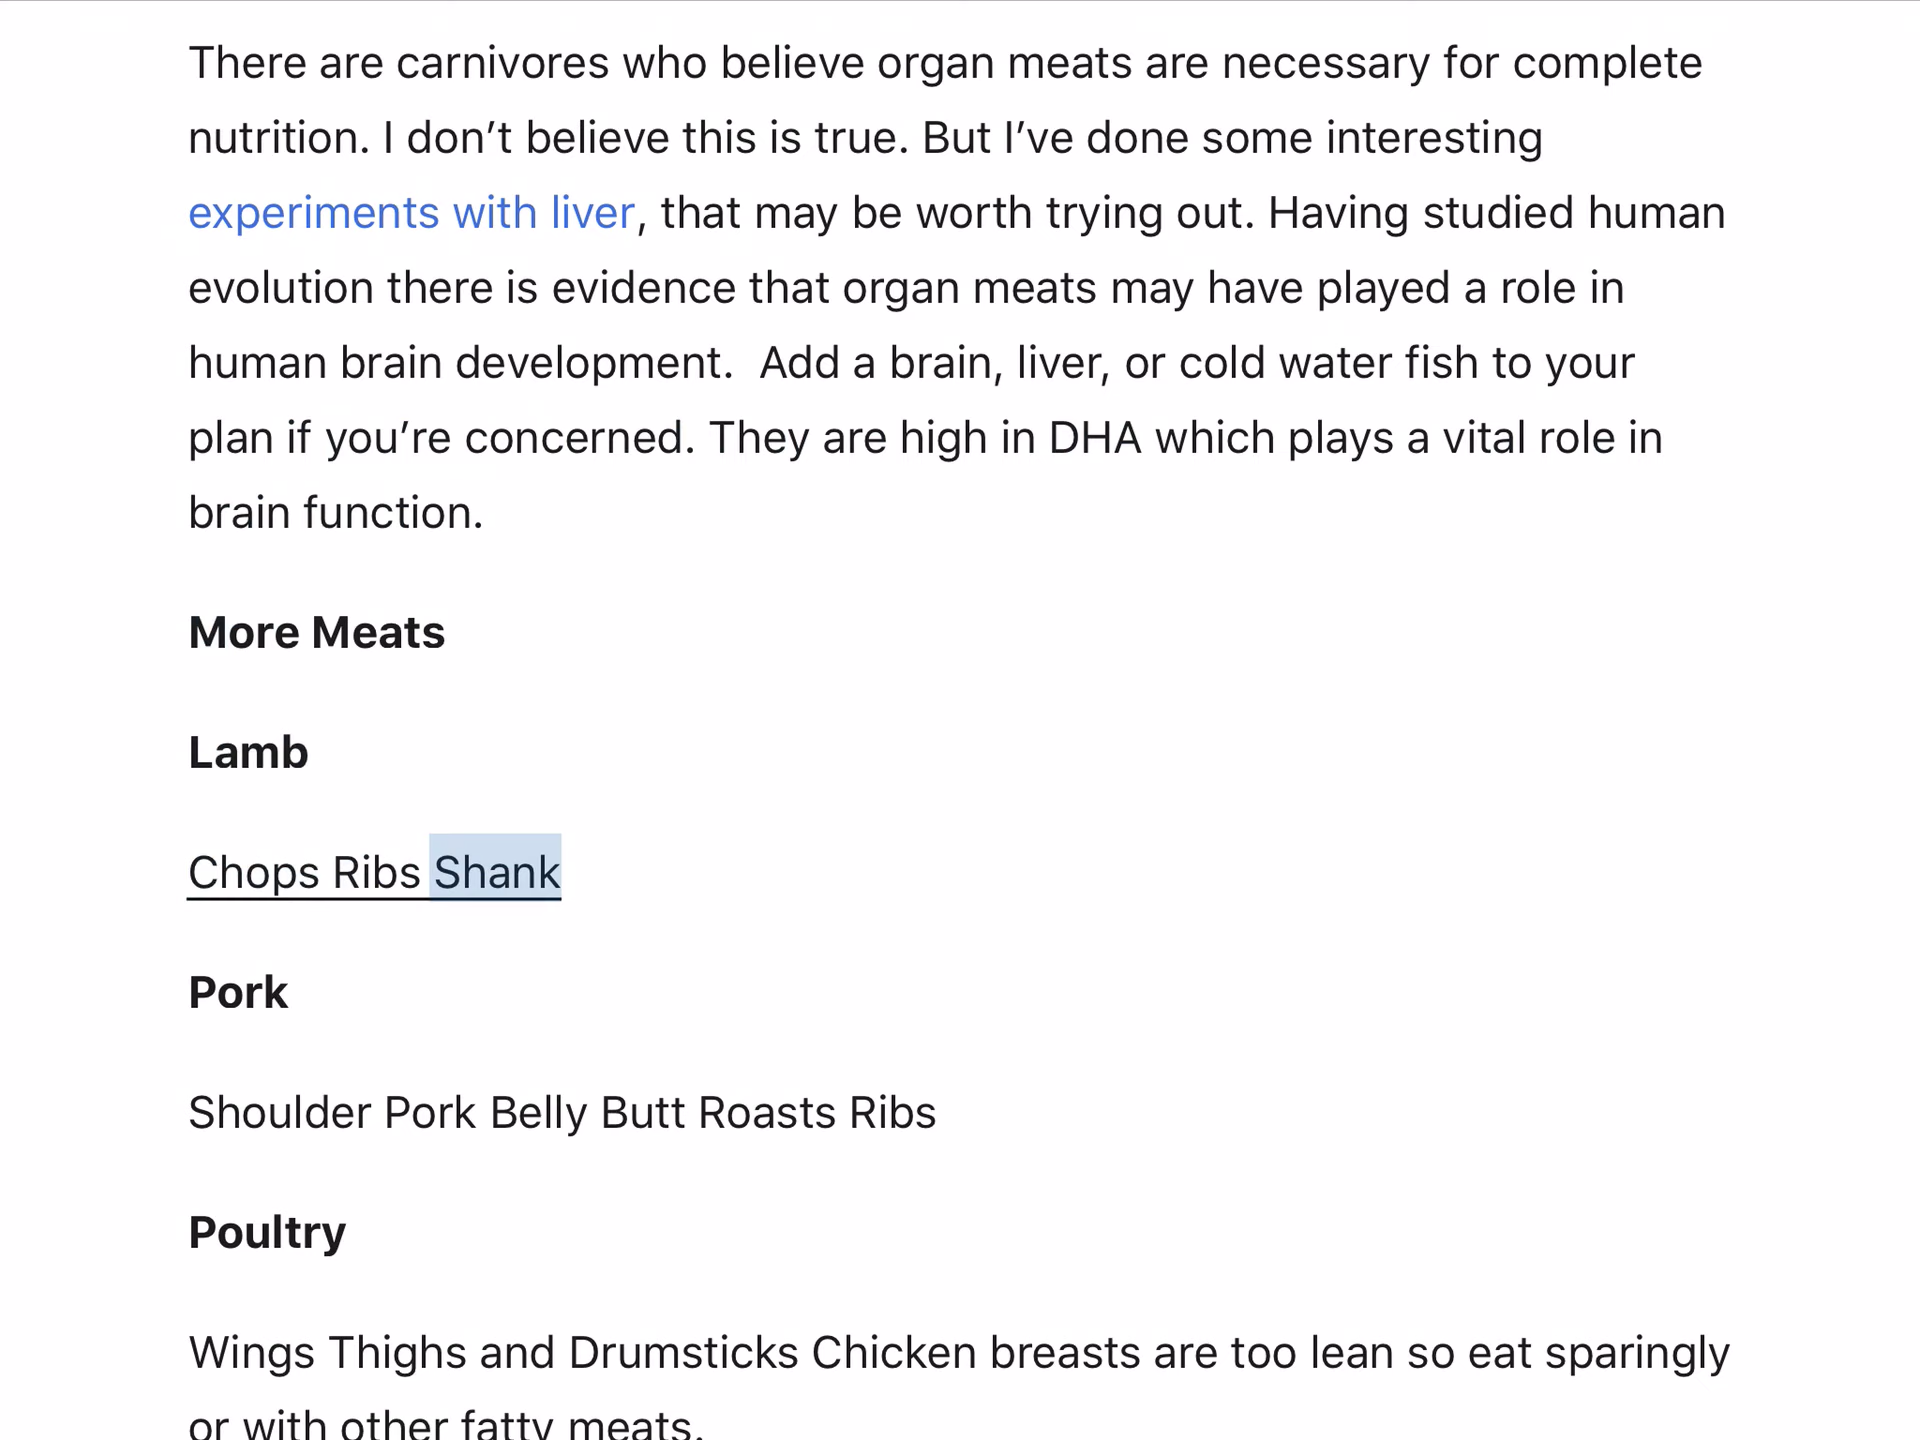 There are carnivores who believe organ meats are necessary for complete
nutrition. I don’t believe this is true. But I’ve done some interesting
experiments with liver, that may be worth trying out. Having studied human
evolution there is evidence that organ meats may have played a role in
human brain development.  Add a brain, liver, or cold water fish to your
plan if you’re concerned. They are high in DHA which plays a vital role in
brain function.
More Meats
Lamb
Chops Ribs Shank
Pork
Shoulder Pork Belly Butt Roasts Ribs
Poultry
Wings Thighs and Drumsticks Chicken breasts are too lean so eat sparingly
or with other fatty meats.